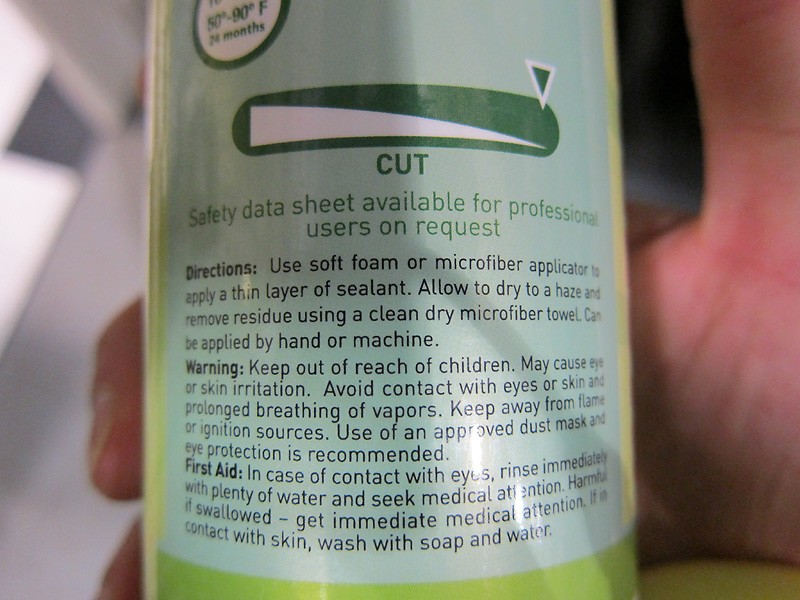 50°-90° F
24 months
CUT
Safety data sheet available for professional
users on request
Directions: Use soft foam or microfiber applicator to
apply a thin layer of sealant. Allow to dry to a haze and
remove residue using a clean dry microfiber towel. Can
be applied by hand or machine.
Warning: Keep out of reach of children. May cause eye
or skin irritation. Avoid contact with eyes or skin and
prolonged breathing of vapors. Keep away from flame
or ignition sources. Use of an approved dust mask and
eye protection is recommended.
First Aid: In case of contact with eyes, rinse immediately
with plenty of water and seek medical attention. Harmful
if swallowed – get immediate medical attention. If in
contact with skin, wash with soap and water.